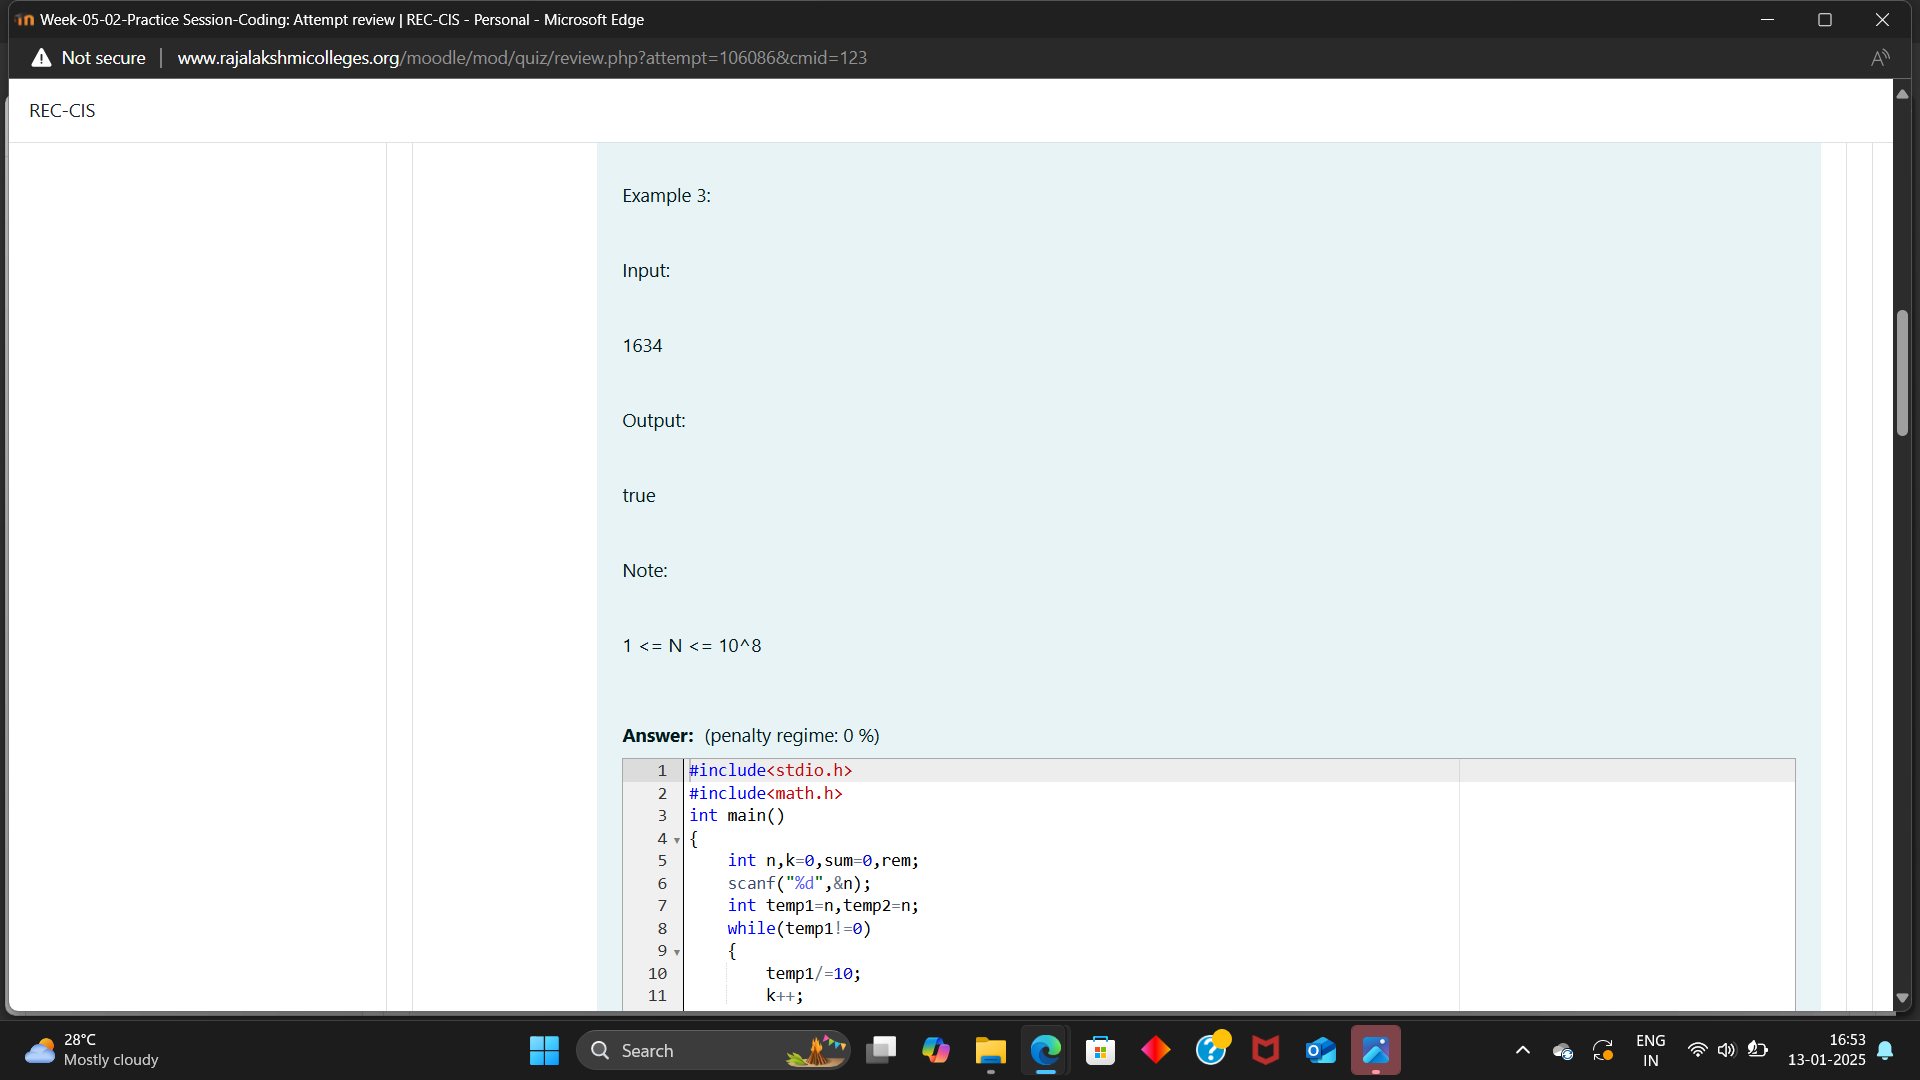 Week-05-02-Practice Session-Coding: Attempt review | REC-CIS - Personal - Microsoft Edge
Not secure | www.rajalakshmicolleges.org/moodle/mod/quiz/review.php?attempt=106086&cmid=123
REC-CIS
Example 3:
Input:
1634
Output:
true
Note:
1 <= N <= 10^8
Answer: (penalty regime: 0 %)
1 #include<stdio.h>
2 #include<math.h>
3 int main()
4 {
5 int n,k=0,sum=0,rem;
6 scanf("%d",&n);
7 int temp1=n,temp2=n;
8 while(temp1!=0)
9 {
10 temp1/=10;
11 k++;
28°C
Mostly cloudy
Search
ENG
IN
16:53
13-01-2025